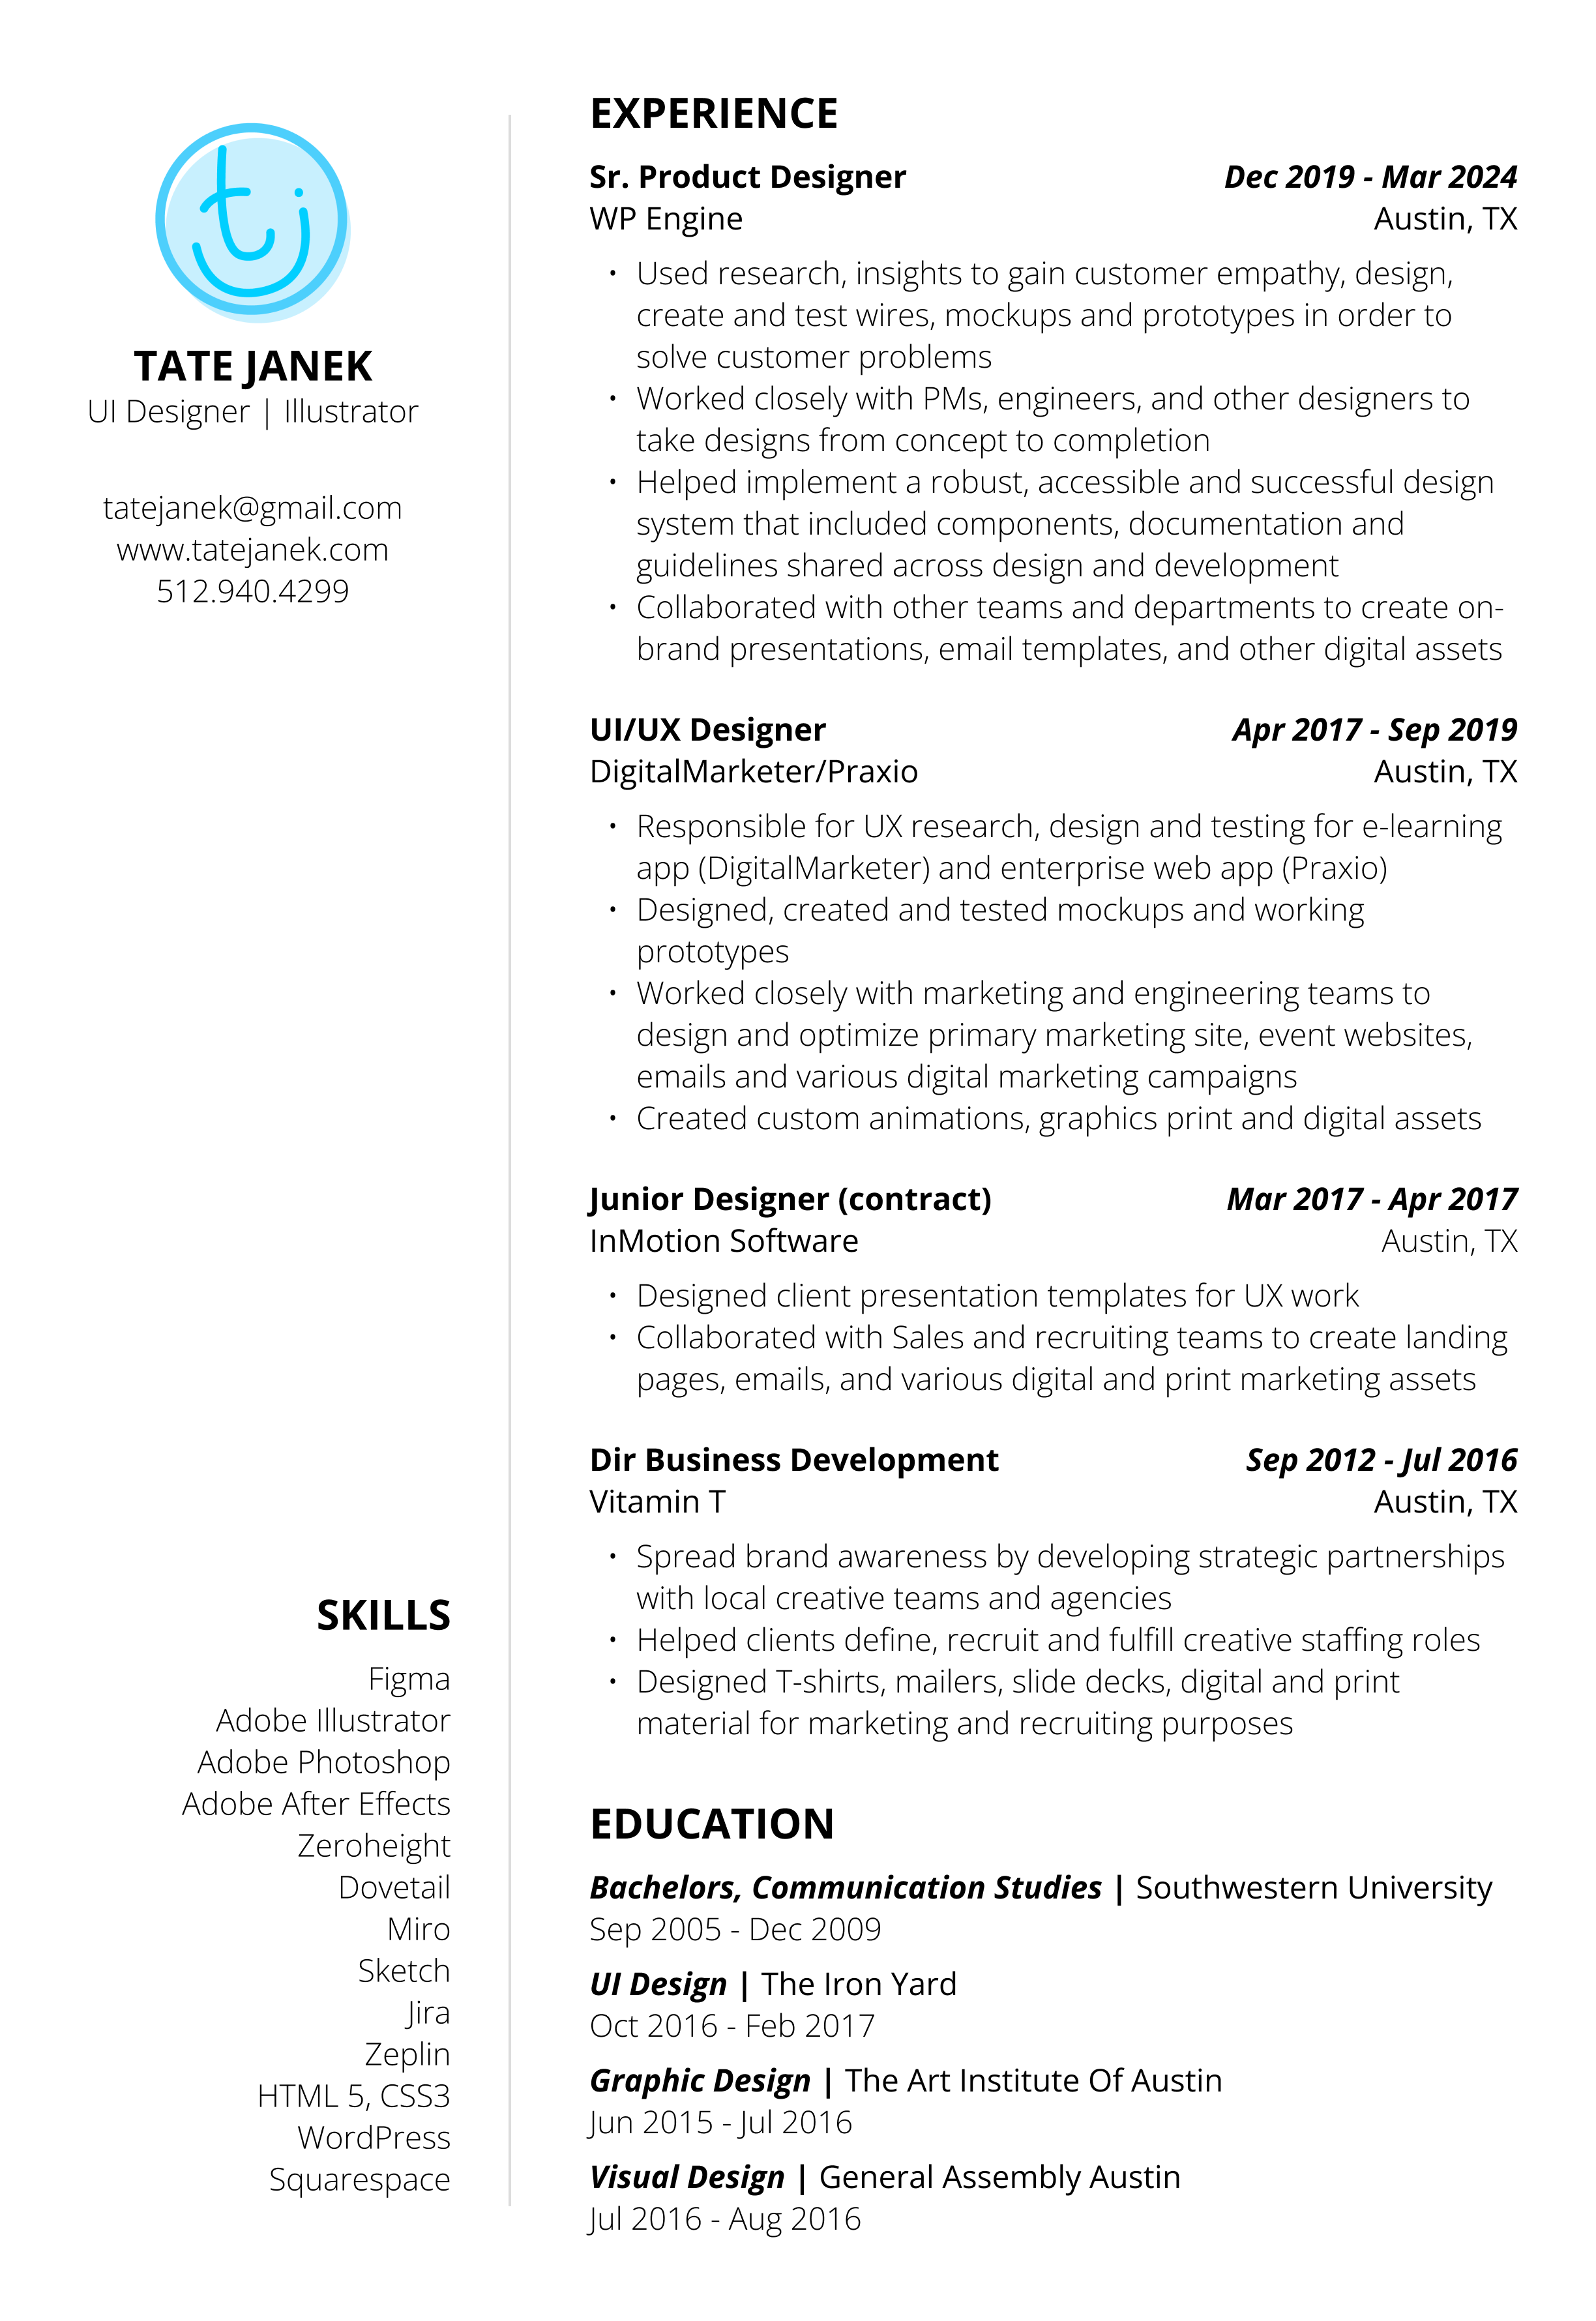 tj
TATE JANEK
UI Designer | Illustrator
tatejanek@gmail.com
www.tatejanek.com
512.940.4299
SKILLS
Figma
Adobe Illustrator
Adobe Photoshop
Adobe After Effects
Zeroheight
Dovetail
Miro
Sketch
Jira
Zeplin
HTML 5, CSS3
WordPress
Squarespace
EXPERIENCE
Sr. Product Designer Dec 2019 - Mar 2024
WP Engine Austin, TX
• Used research, insights to gain customer empathy, design,
create and test wires, mockups and prototypes in order to
solve customer problems
• Worked closely with PMs, engineers, and other designers to
take designs from concept to completion
• Helped implement a robust, accessible and successful design
system that included components, documentation and
guidelines shared across design and development
• Collaborated with other teams and departments to create on-
brand presentations, email templates, and other digital assets
UI/UX Designer Apr 2017 - Sep 2019
DigitalMarketer/Praxio Austin, TX
• Responsible for UX research, design and testing for e-learning
app (DigitalMarketer) and enterprise web app (Praxio)
• Designed, created and tested mockups and working
prototypes
• Worked closely with marketing and engineering teams to
design and optimize primary marketing site, event websites,
emails and various digital marketing campaigns
• Created custom animations, graphics print and digital assets
Junior Designer (contract) Mar 2017 - Apr 2017
InMotion Software Austin, TX
• Designed client presentation templates for UX work
• Collaborated with Sales and recruiting teams to create landing
pages, emails, and various digital and print marketing assets
Dir Business Development Sep 2012 - Jul 2016
Vitamin T Austin, TX
• Spread brand awareness by developing strategic partnerships
with local creative teams and agencies
• Helped clients define, recruit and fulfill creative staffing roles
• Designed T-shirts, mailers, slide decks, digital and print
material for marketing and recruiting purposes
EDUCATION
Bachelors, Communication Studies | Southwestern University
Sep 2005 - Dec 2009
UI Design | The Iron Yard
Oct 2016 - Feb 2017
Graphic Design | The Art Institute Of Austin
Jun 2015 - Jul 2016
Visual Design | General Assembly Austin
Jul 2016 - Aug 2016